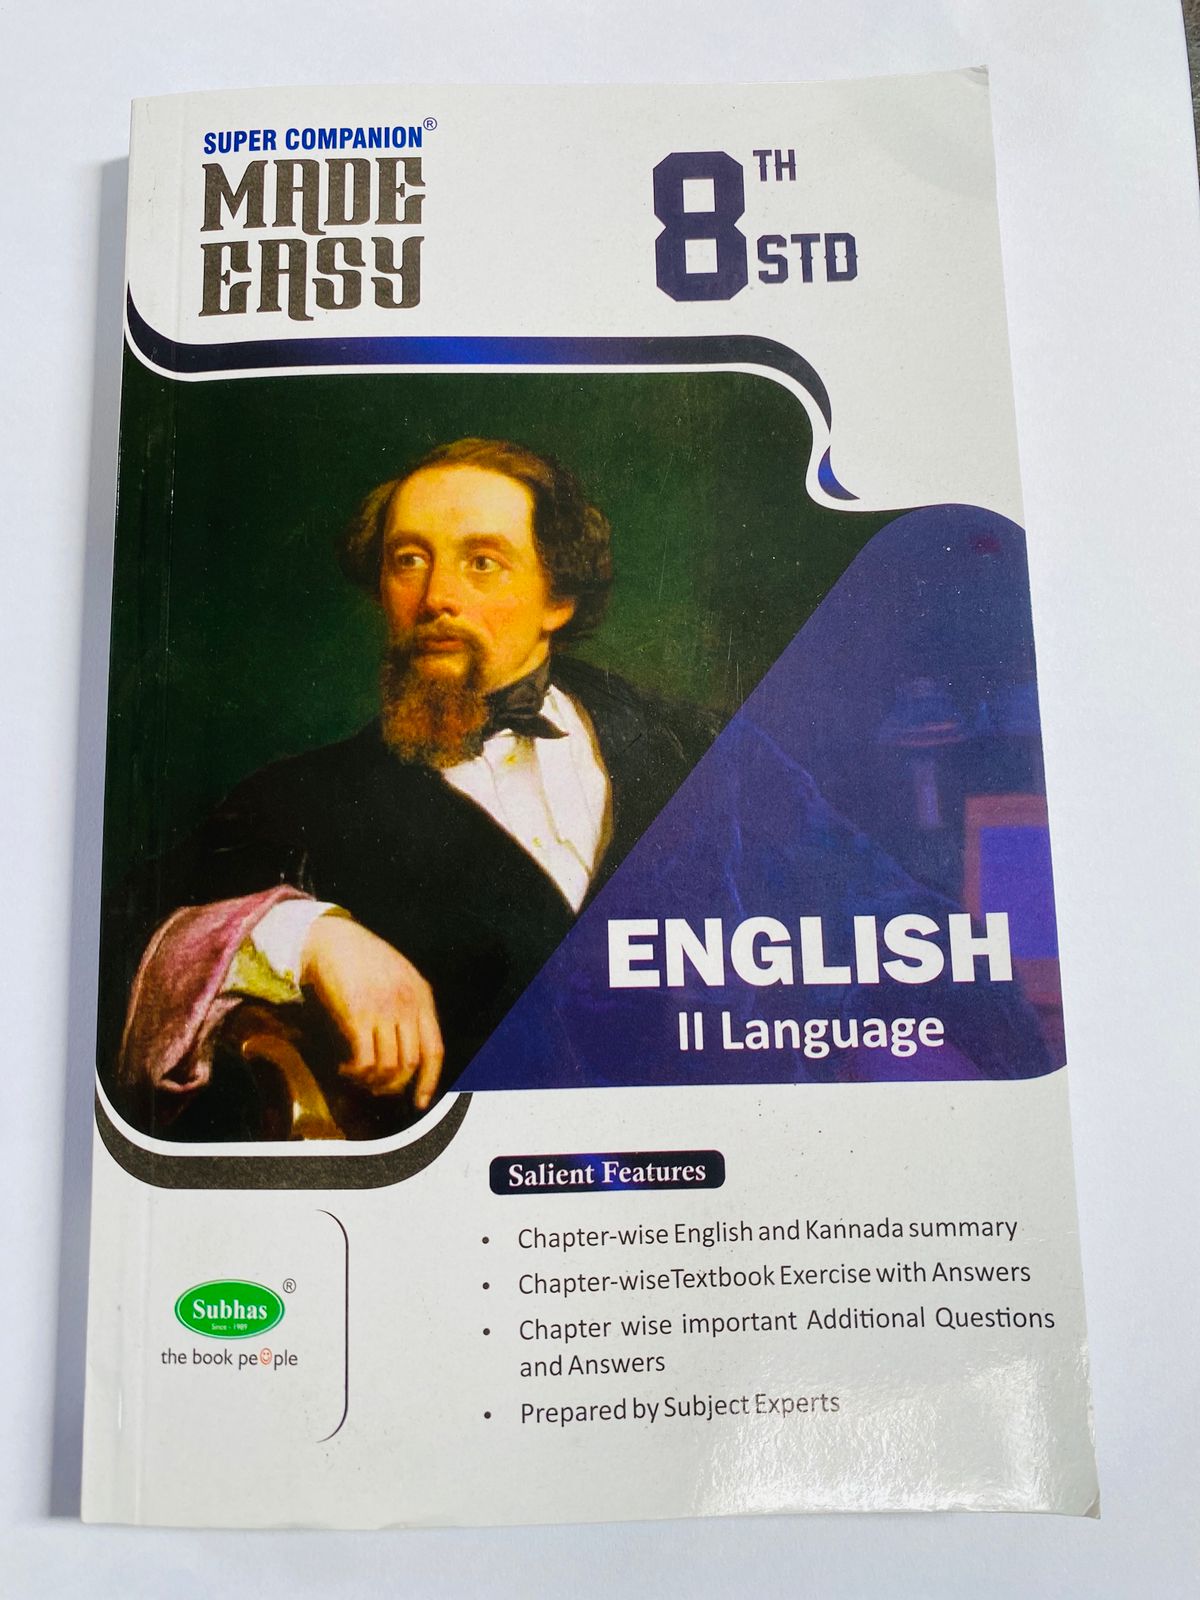 SUPER COMPANION®
MADE
EASY
8TH
STD
ENGLISH
II Language
Salient Features
• Chapter-wise English and Kannada summary
• Chapter-wise Textbook Exercise with Answers
• Chapter wise important Additional Questions
and Answers
• Prepared by Subject Experts
®
Subhas
Since - 1989
the book people